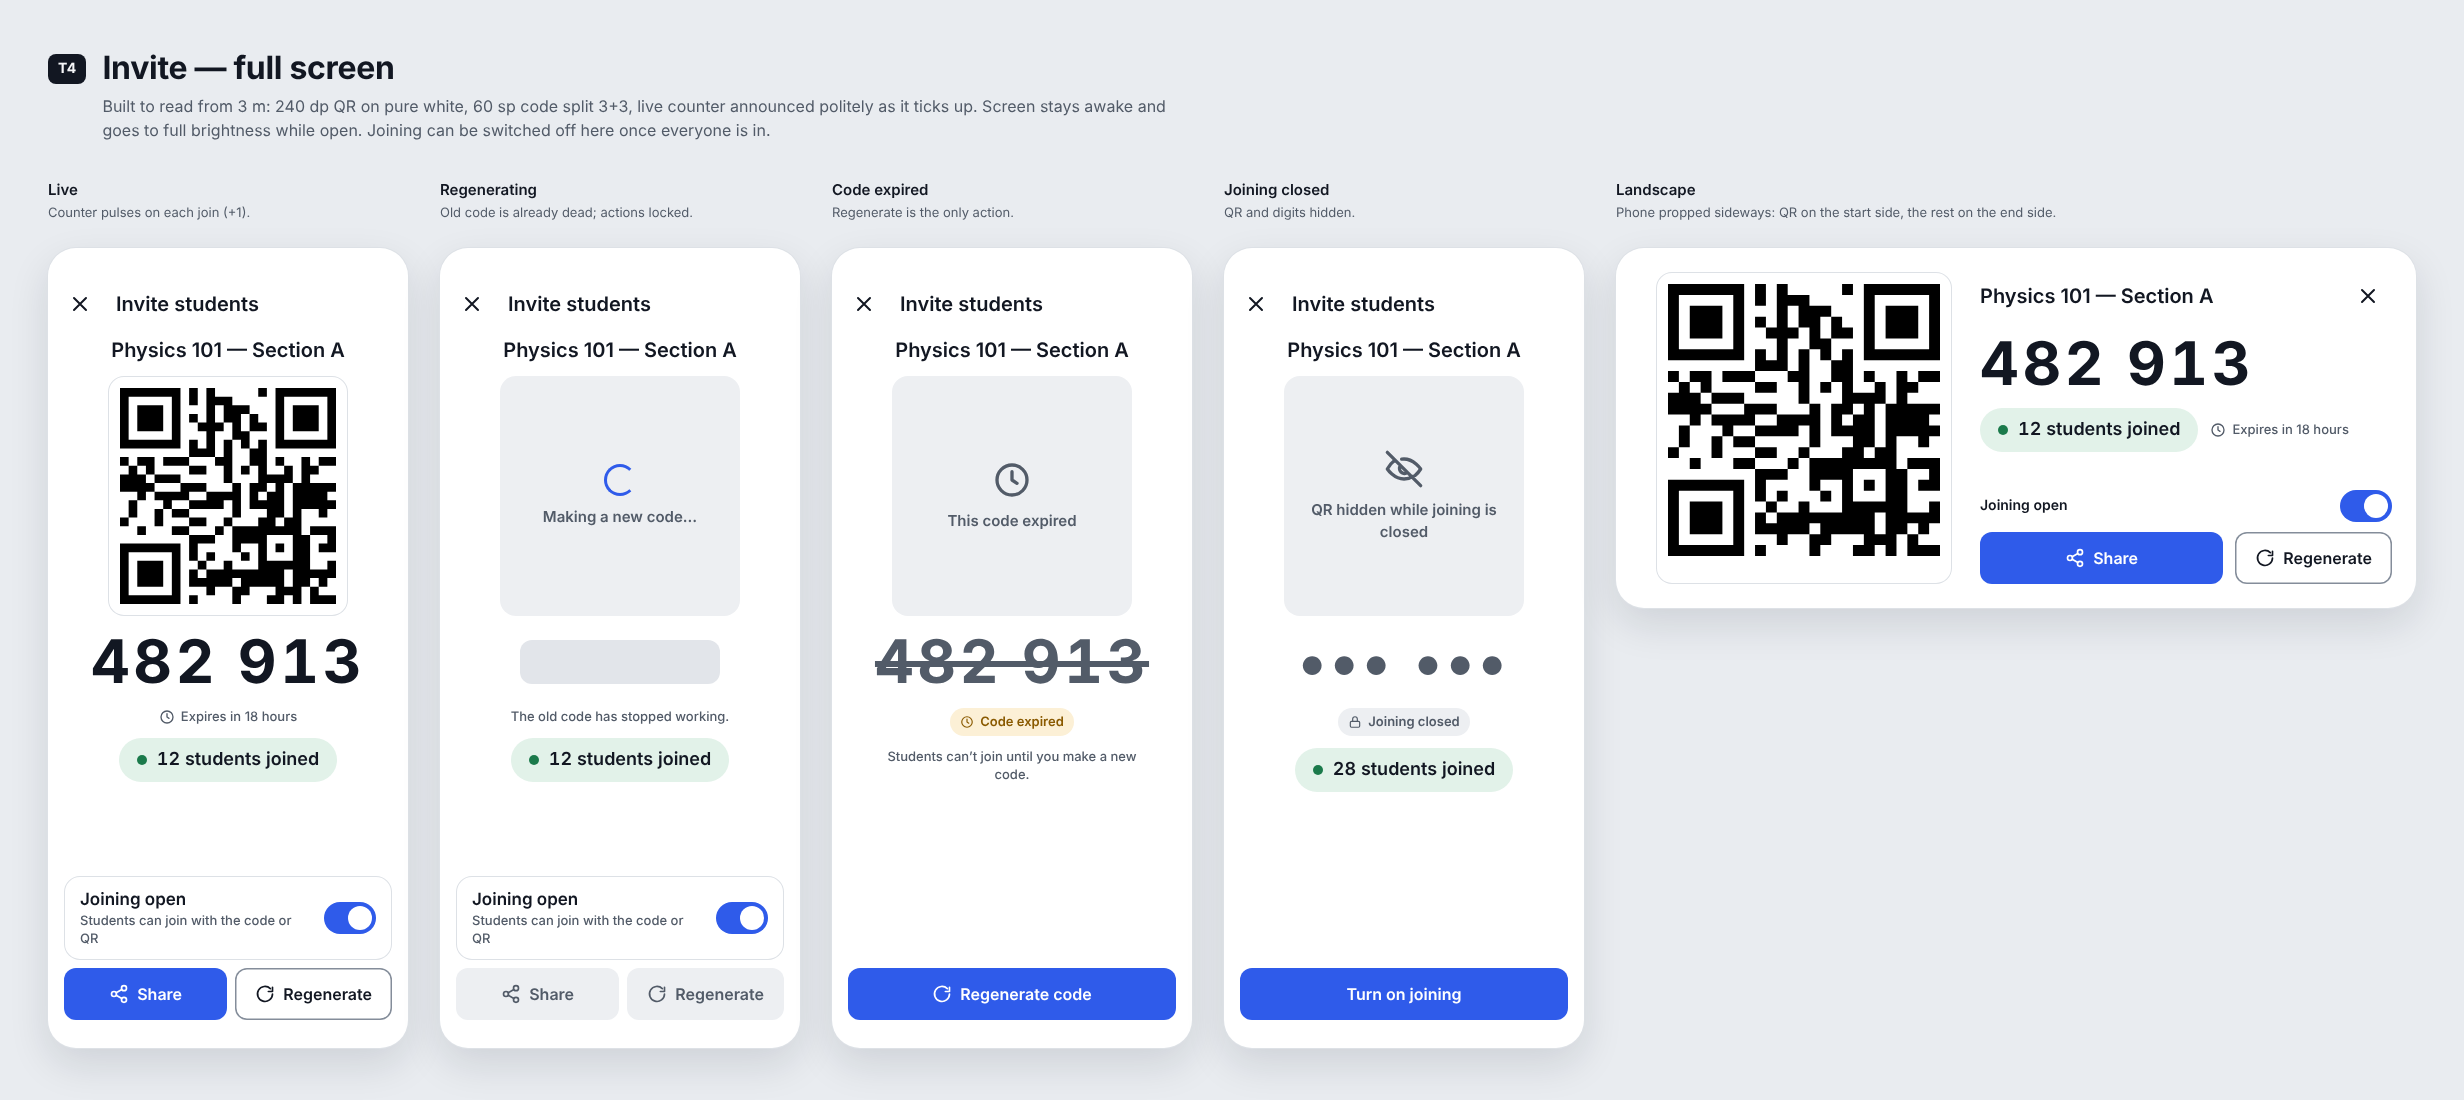 T4
Invite — full screen
Built to read from 3 m: 240 dp QR on pure white, 60 sp code split 3+3, live counter announced politely as it ticks up. Screen stays awake and
goes to full brightness while open. Joining can be switched off here once everyone is in.
Live
Counter pulses on each join (+1).
Invite students
Physics 101 — Section A
482 913
Expires in 18 hours
12 students joined
Joining open
Students can join with the code or
QR
Share
Regenerate
Regenerating
Old code is already dead; actions locked.
Invite students
Physics 101 — Section A
Making a new code…
The old code has stopped working.
12 students joined
Joining open
Students can join with the code or
QR
Share
Regenerate
Code expired
Regenerate is the only action.
Invite students
Physics 101 — Section A
This code expired
482 913
Code expired
Students can’t join until you make a new
code.
Regenerate code
Joining closed
QR and digits hidden.
Invite students
Physics 101 — Section A
QR hidden while joining is
closed
••• •••
Joining closed
28 students joined
Turn on joining
Landscape
Phone propped sideways: QR on the start side, the rest on the end side.
Physics 101 — Section A
482 913
12 students joined
Expires in 18 hours
Joining open
Share
Regenerate